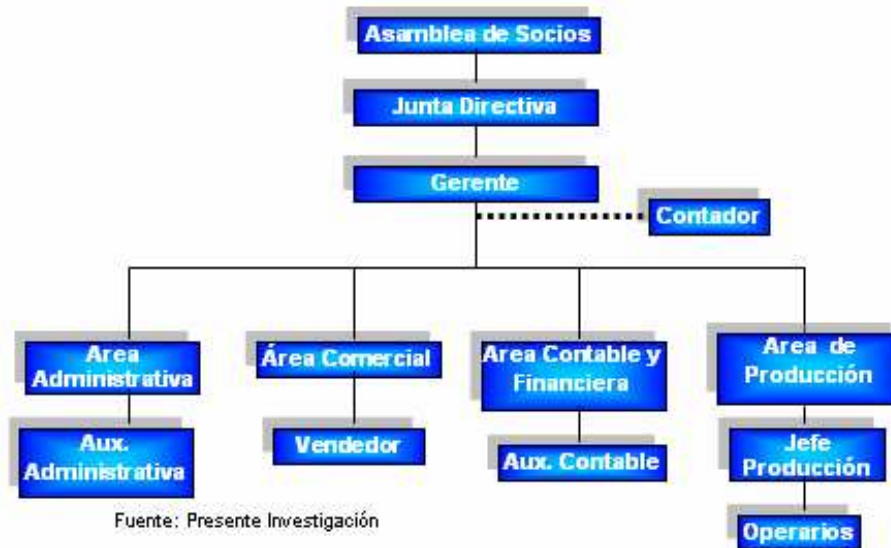 Asamblea de Socios
Junta Directiva
Gerente
Contador
Area
Administrativa
Área Comercial
Area Contable y
Financiera
Area de
Producción
Aux.
Administrativa
Vendedor
Aux. Contable
Jefe
Producción
Operarios
Fuente: Presente Investigación